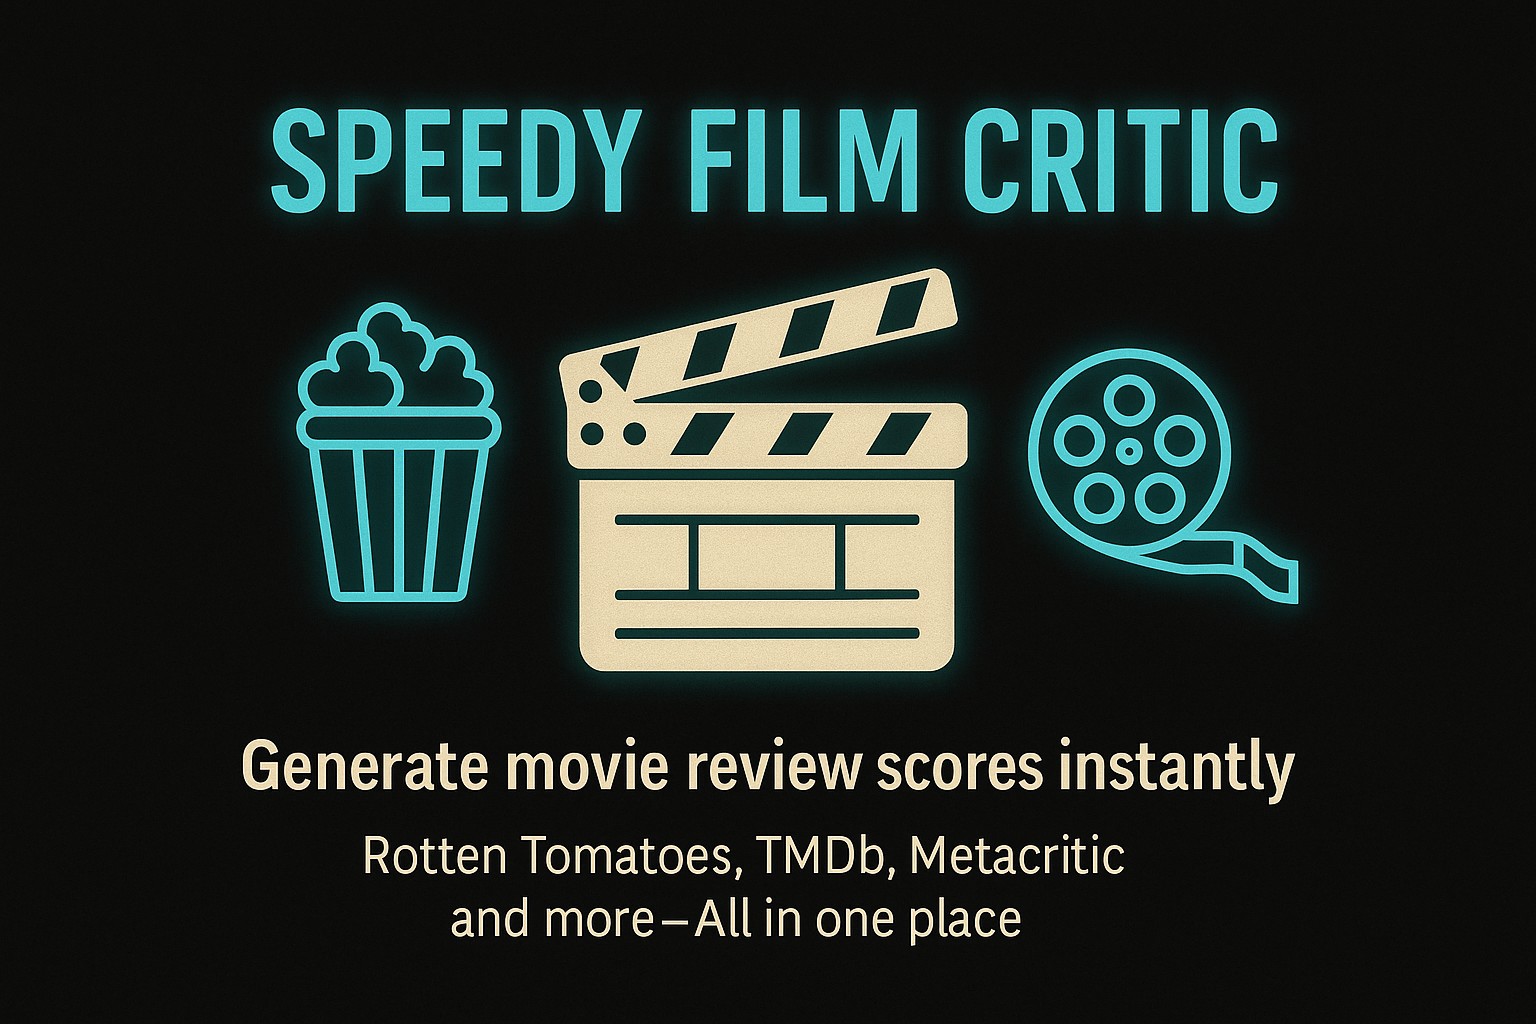 SPEEDY FILM CRITIC
Generate movie review scores instantly
Rotten Tomatoes, TMDb, Metacritic
and more–All in one place